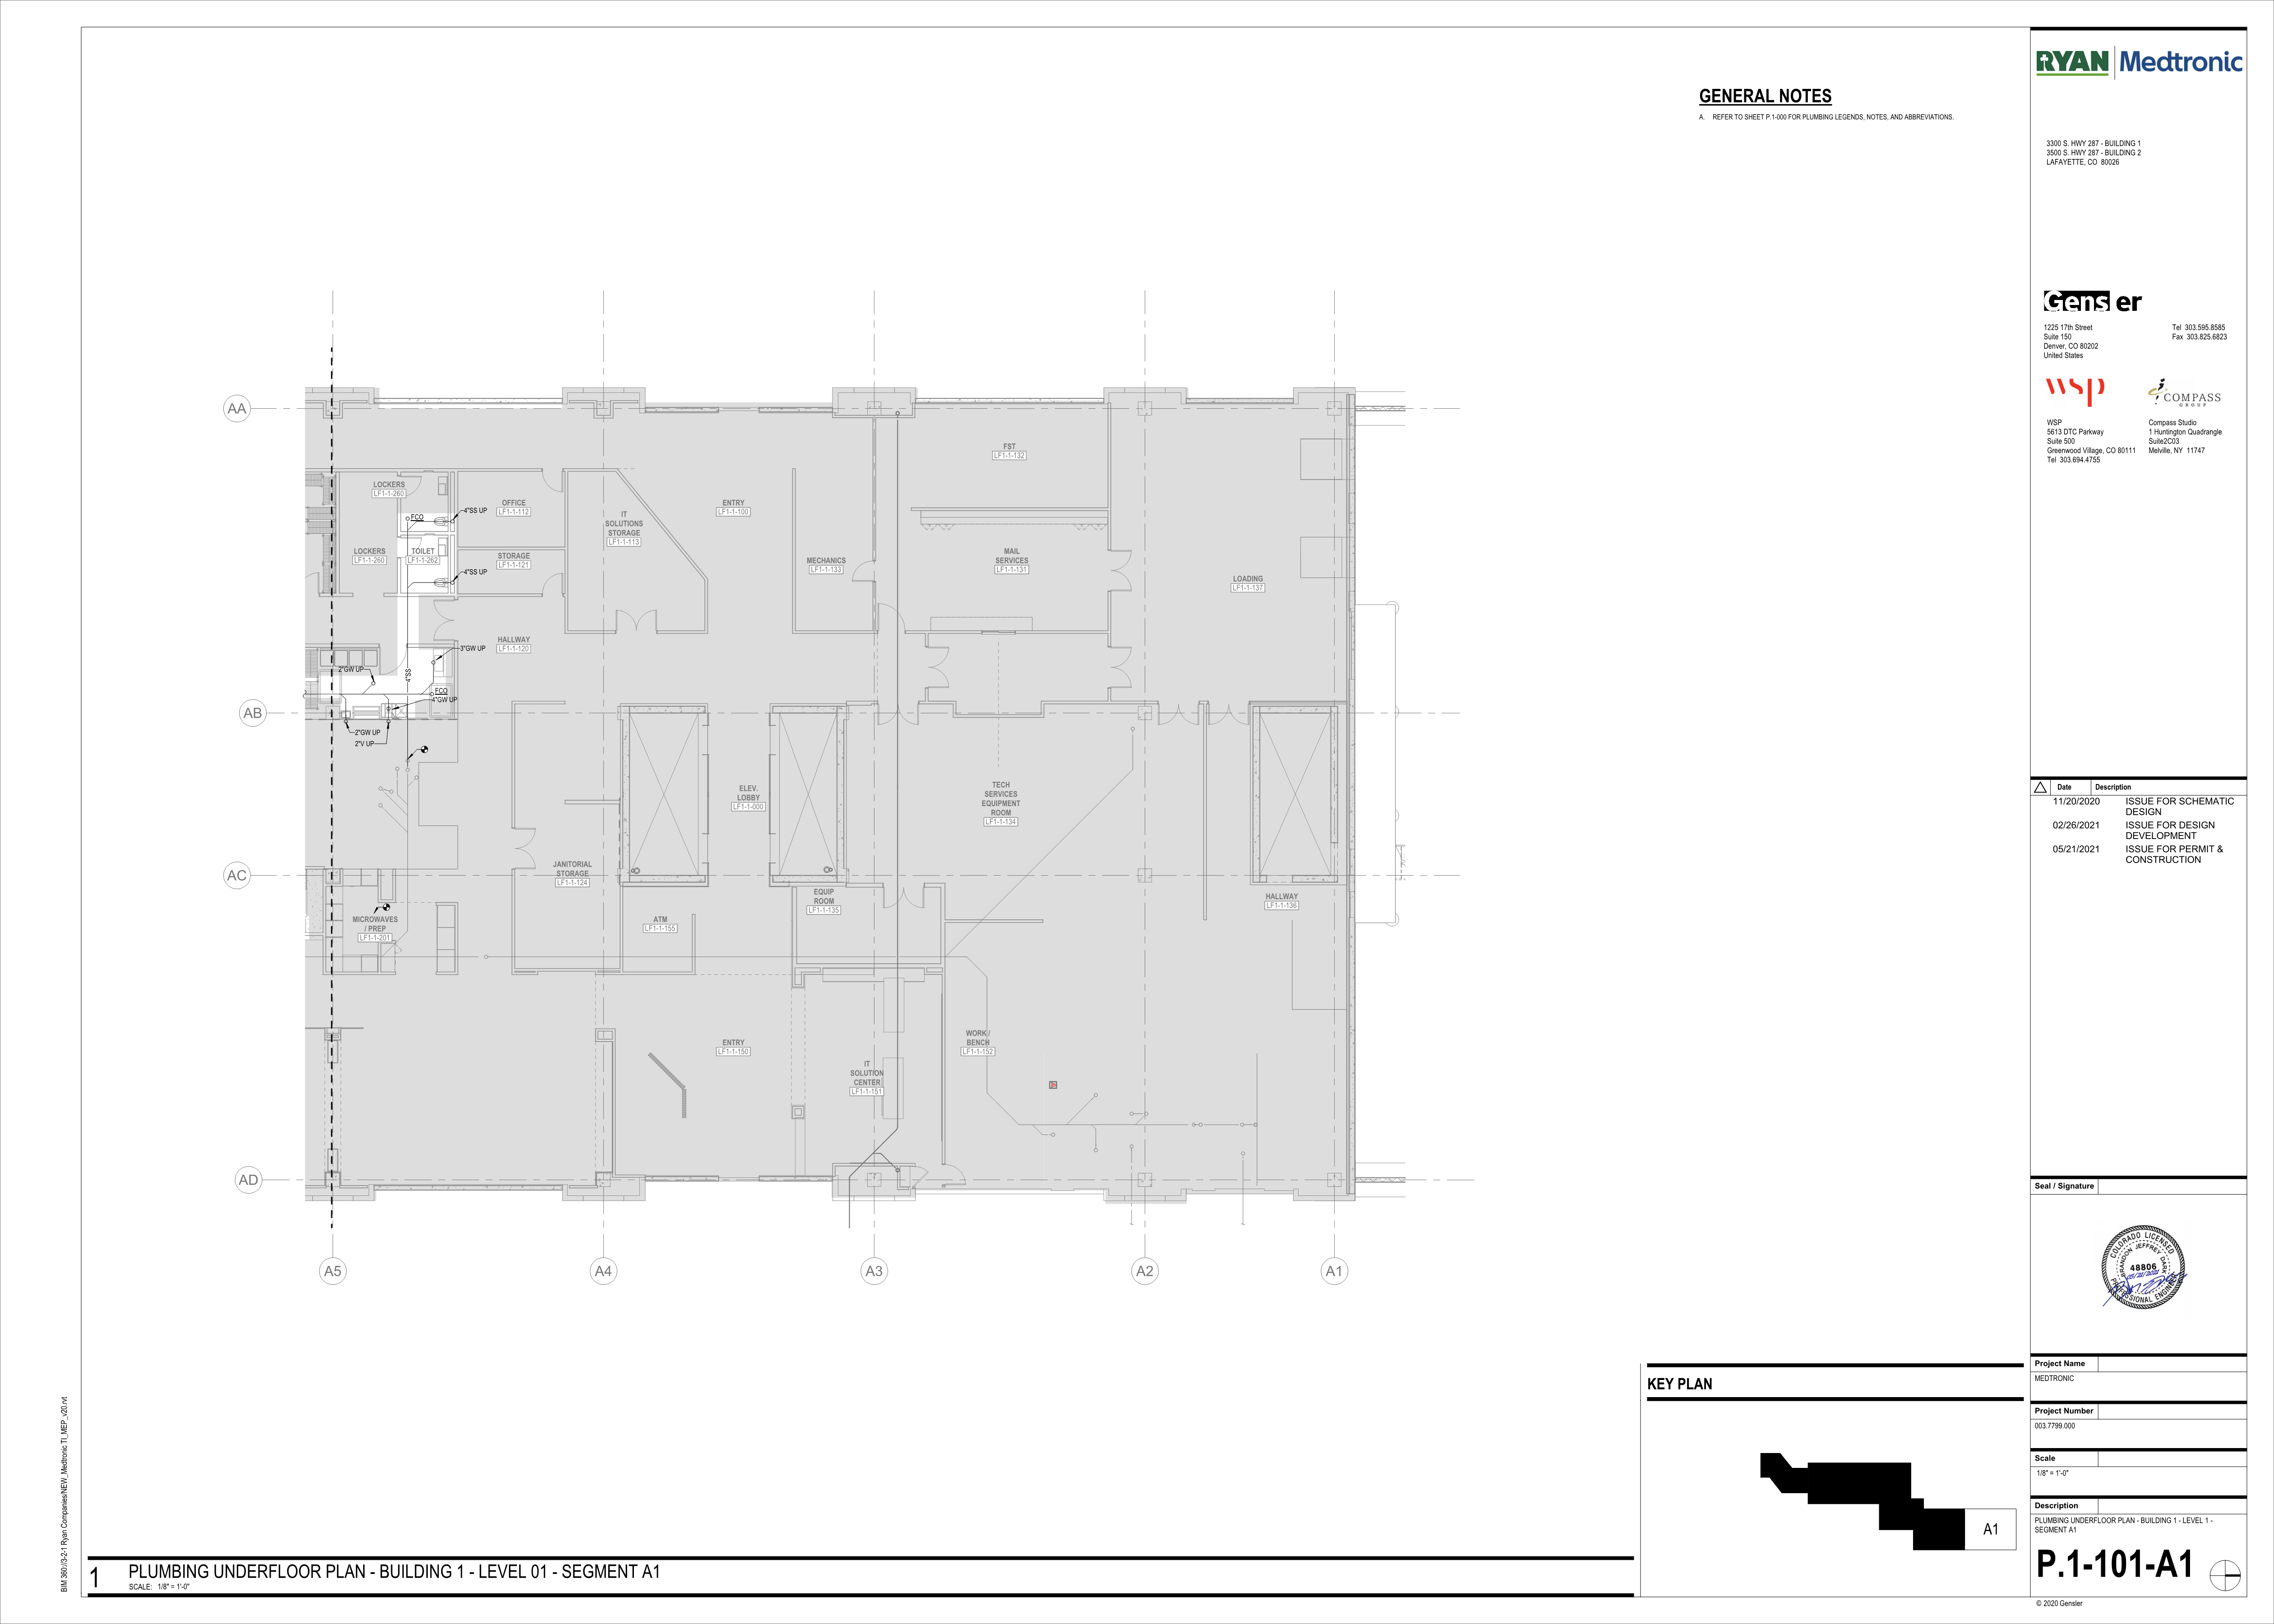 RYAN Medtronic
GENERAL NOTES
A. REFER TO SHEET P.1-000 FOR PLUMBING LEGENDS, NOTES, AND ABBREVIATIONS.
3300 S. HWY 287 - BUILDING 1
3500 S. HWY 287 - BUILDING 2
LAFAYETTE, CO 80026
Gensler
1225 17th Street
Suite 150
Denver, CO 80202
United States
Tel 303.595.8585
Fax 303.825.6823
wsp
COMPASS
GROUP
WSP
5613 DTC Parkway
Suite 500
Greenwood Village, CO 80111
Tel 303.694.4755
Compass Studio
1 Huntington Quadrangle
Suite2C03
Melville, NY 11747
Date Description
11/20/2020 ISSUE FOR SCHEMATIC
DESIGN
02/26/2021 ISSUE FOR DESIGN
DEVELOPMENT
05/21/2021 ISSUE FOR PERMIT &
CONSTRUCTION
Seal / Signature
COLORADO LICENSED
BRANDON JEFFREY DARK
48806
05/21/2021
PROFESSIONAL ENGINEER
Project Name
MEDTRONIC
Project Number
003.7799.000
Scale
1/8" = 1'-0"
Description
PLUMBING UNDERFLOOR PLAN - BUILDING 1 - LEVEL 1 -
SEGMENT A1
P.1-101-A1
© 2020 Gensler
AA
AB
AC
AD
A5
A4
A3
A2
A1
LOCKERS
LF1-1-260
FCO
4"SS UP
OFFICE
LF1-1-112
IT
SOLUTIONS
STORAGE
LF1-1-113
ENTRY
LF1-1-100
FST
LF1-1-132
LOCKERS
LF1-1-260
TOILET
LF1-1-262
4"SS UP
STORAGE
LF1-1-121
MECHANICS
LF1-1-133
MAIL
SERVICES
LF1-1-131
LOADING
LF1-1-137
HALLWAY
LF1-1-120
3"GW UP
2"GW UP
4"SS
FCO
4"GW UP
2"GW UP
2"V UP
ELEV.
LOBBY
LF1-1-000
TECH
SERVICES
EQUIPMENT
ROOM
LF1-1-134
JANITORIAL
STORAGE
LF1-1-124
EQUIP
ROOM
LF1-1-135
HALLWAY
LF1-1-136
MICROWAVES
/ PREP
LF1-1-201
ATM
LF1-1-155
ENTRY
LF1-1-150
IT
SOLUTION
CENTER
LF1-1-151
WORK /
BENCH
LF1-1-152
KEY PLAN
A1
1
PLUMBING UNDERFLOOR PLAN - BUILDING 1 - LEVEL 01 - SEGMENT A1
SCALE: 1/8" = 1'-0"
BIM 360://3-2-1 Ryan Companies/NEW_Medtronic TI_MEP_v20.rvt